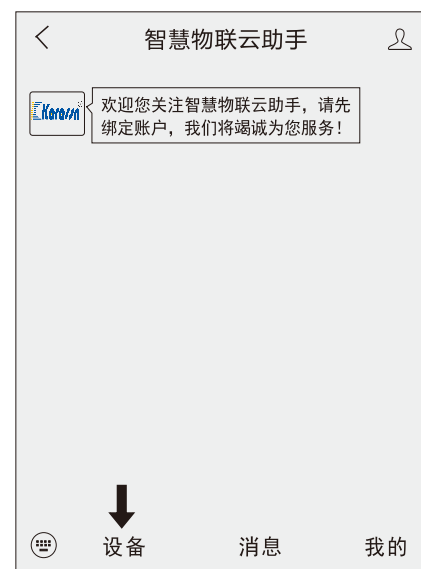 智慧物联云助手
欢迎您关注智慧物联云助手，请先
绑定账户，我们将竭诚为您服务！
设备 消息 我的